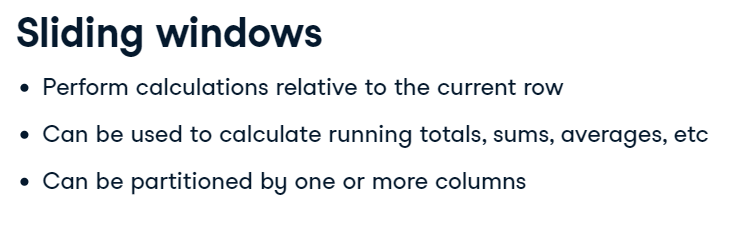 Sliding windows
• Perform calculations relative to the current row
• Can be used to calculate running totals, sums, averages, etc
• Can be partitioned by one or more columns